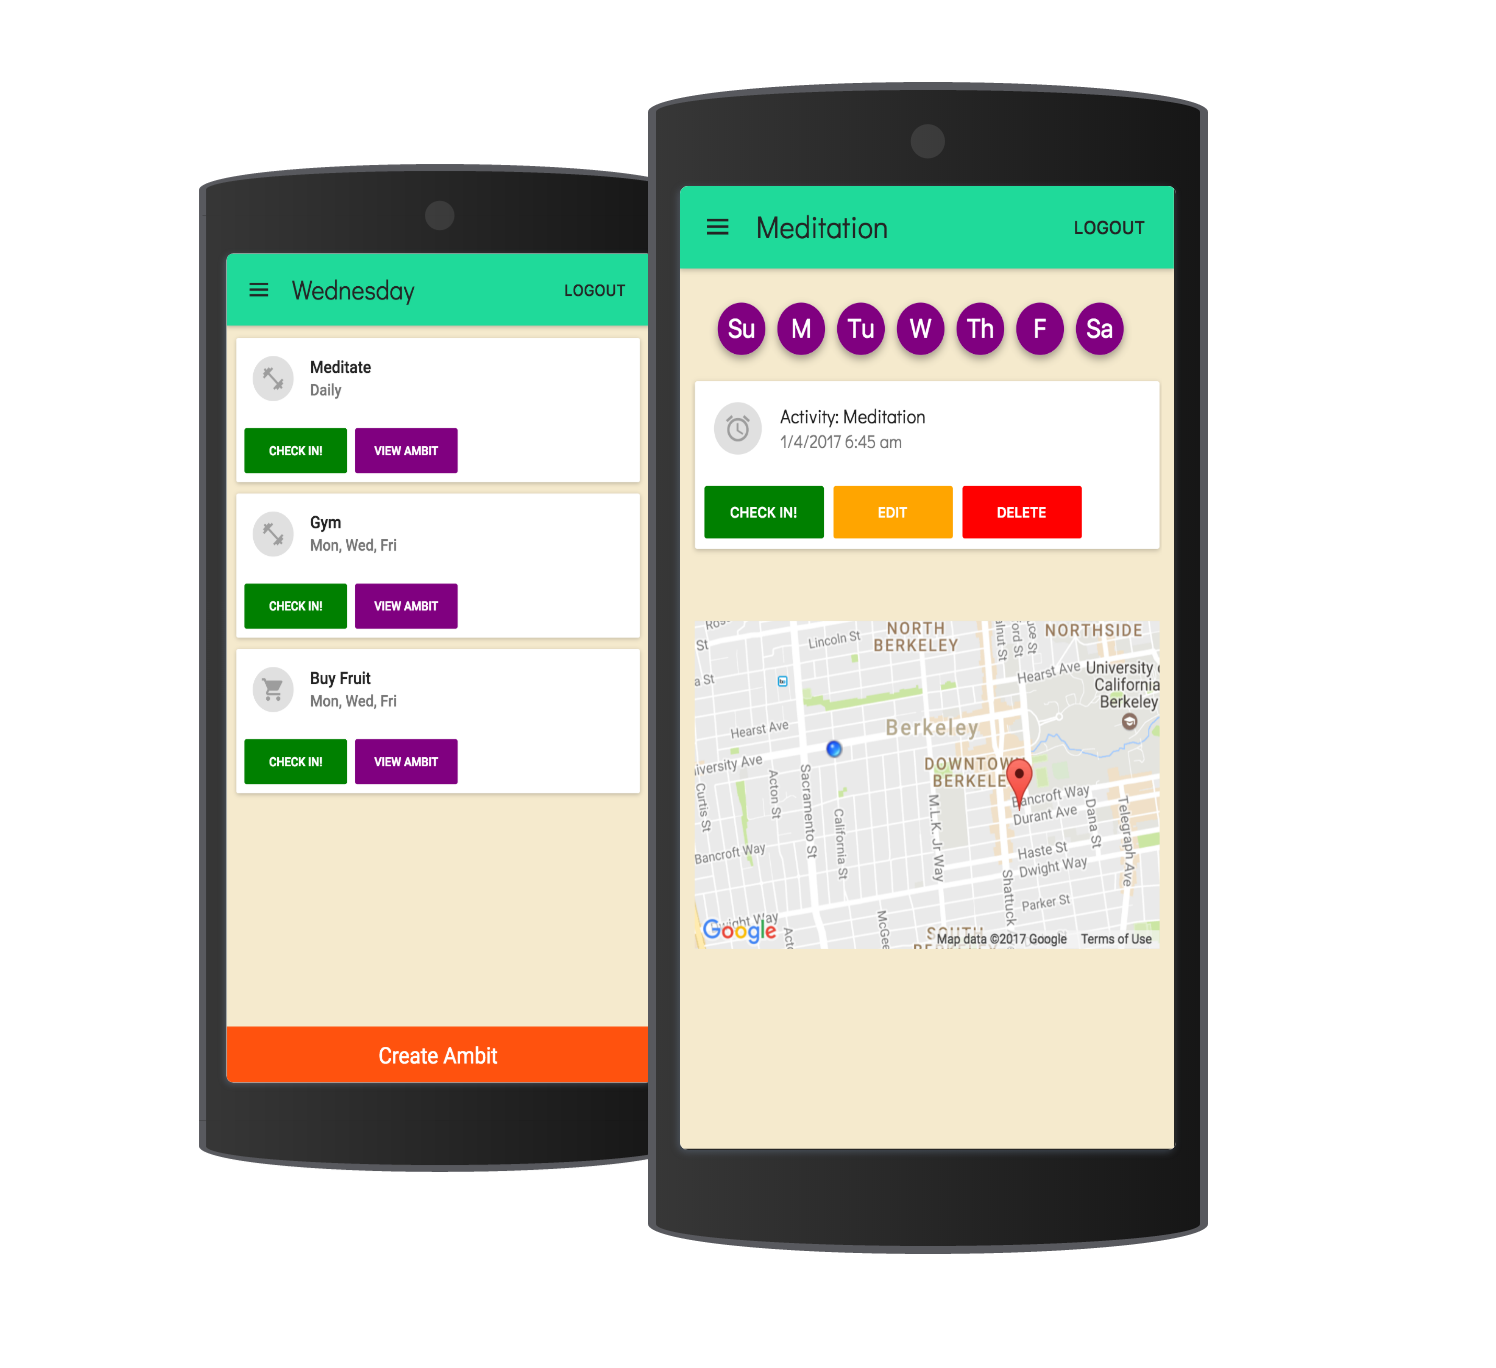 Wednesday
LOGOUT
Meditate
Daily
CHECK IN!
VIEW AMBIT
Gym
Mon, Wed, Fri
CHECK IN!
VIEW AMBIT
Buy Fruit
Mon, Wed, Fri
CHECK IN!
VIEW AMBIT
Create Ambit
Meditation
LOGOUT
Su M Tu W Th F Sa
Activity: Meditation
1/4/2017 6:45 am
CHECK IN!
EDIT
DELETE
St
Lincoln St
NORTH
BERKELEY
NORTHSIDE
Hearst Ave
University
California
Berkeley
a St
Hearst Ave
Berkeley
iversity Ave
DOWNTOWN
BERKELE
Curtis St
Acton St
Sacramento St
California St
M.L.K. Jr Way
Bancroft Way
Durant Ave
Dana St
Telegraph Ave
Bancroft Way
Haste St
Dwight Way
Shattuck
Parker St
McGee
Dwight Way
SOUTH
Google
Map data ©2017 Google
Terms of Use